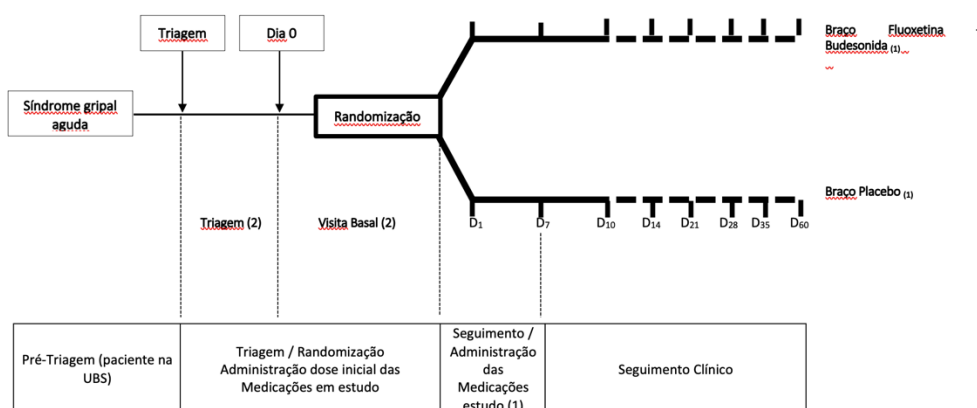 Triagem
Dia 0
Braço Fluoxetina
Budesonida (1)
Síndrome gripal
aguda
Randomização
Braço Placebo (1)
Triagem (2)
Visita Basal (2)
D1 D7 D10 D14 D21 D28 D35 D60
Pré-Triagem (paciente na
UBS)
Triagem / Randomização
Administração dose inicial das
Medicações em estudo
Seguimento /
Administração
das
Medicações
estudo (1)
Seguimento Clínico